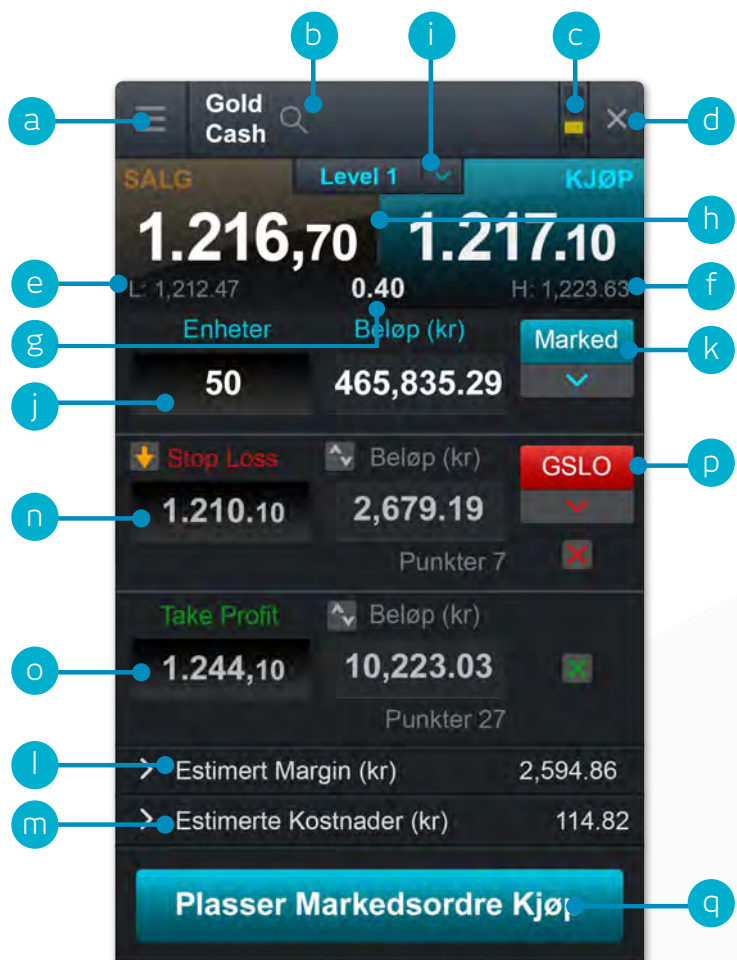 b i c
a Gold d
Cash
SALG Level 1 KJØP
h
1.216,70 1.217.10
e L: 1,212.47 0.40 H: 1,223.63 f
g Enheter Beløp (kr) Marked k
j 50 465,835.29
Stop Loss Beløp (kr) GSLO p
n 1.210.10 2,679.19
Punkter 7
Take Profit Beløp (kr)
o 1.244,10 10,223.03
Punkter 27
l Estimert Margin (kr) 2,594.86
m Estimerte Kostnader (kr) 114.82
Plasser Markedsordre Kjøp q